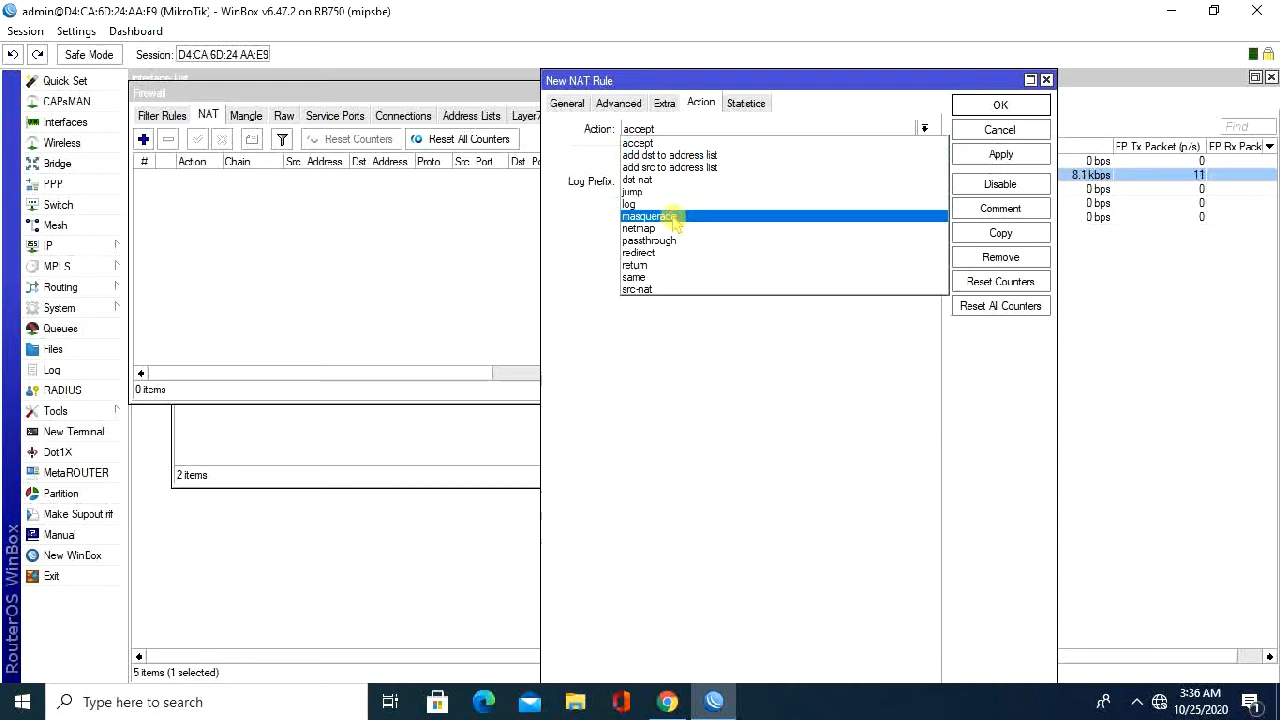 admin@D4:CA:6D:24:AA:E9 (MikroTik) - WinBox v6.47.2 on RB750 (mipsbe)
Session Settings Dashboard
Safe Mode Session: D4:CA:6D:24:AA:E9
Quick Set
CAPsMAN
Interfaces
Wireless
Bridge
PPP
Switch
Mesh
IP
MPLS
Routing
System
Queues
Files
Log
RADIUS
Tools
New Terminal
Dot1X
MetaROUTER
Partition
Make Supout.rif
Manual
New WinBox
Exit
RouterOS WinBox
Interface List
Firewall
Filter Rules NAT Mangle Raw Service Ports Connections Address Lists Layer7
Reset Counters Reset All Counters
# Action Chain Src. Address Dst. Address Proto... Src. Port Dst. Po
0 items
2 items
5 items (1 selected)
New NAT Rule
General Advanced Extra Action Statistics
Action: accept
accept
add dst to address list
add src to address list
dst-nat
jump
log
masquerade
netmap
passthrough
redirect
return
same
src-nat
Log Prefix:
OK
Cancel
Apply
Disable
Comment
Copy
Remove
Reset Counters
Reset All Counters
Find
FP Tx Packet (p/s) FP Rx Pack
0 bps 0
8.1 kbps 11
0 bps 0
0 bps 0
0 bps 0
Type here to search
3:36 AM
10/25/2020
1